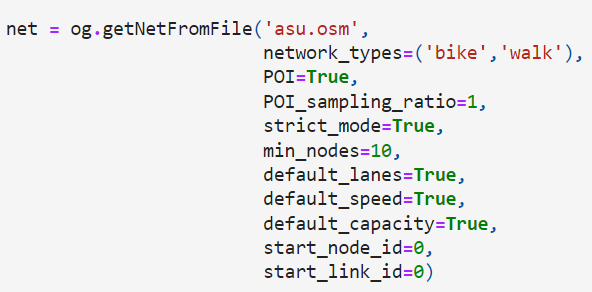 net = og.getNetFromFile('asu.osm',
network_types=('bike','walk'),
POI=True,
POI_sampling_ratio=1,
strict_mode=True,
min_nodes=10,
default_lanes=True,
default_speed=True,
default_capacity=True,
start_node_id=0,
start_link_id=0)